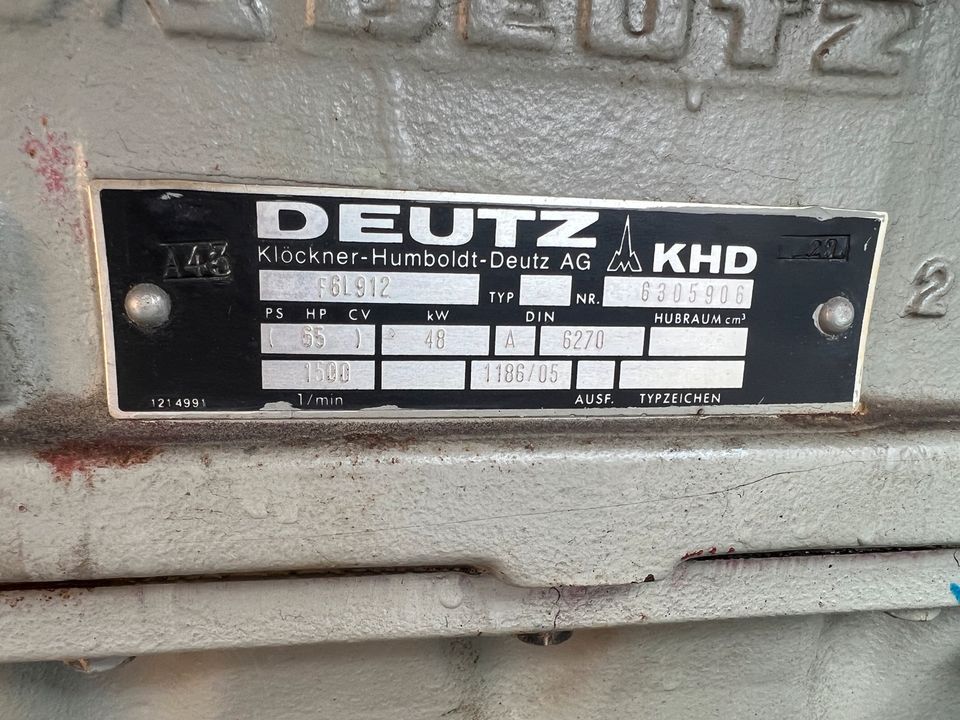 DEUTZ
DEUTZ KHD
A43
Klöckner-Humboldt-Deutz AG
F6L912 TYP NR. 6305906
PS HP CV kW DIN HUBRAUM cm³
( 65 ) 48 A 6270
1500 1186/05
1214991 1/min AUSF. TYPZEICHEN
2